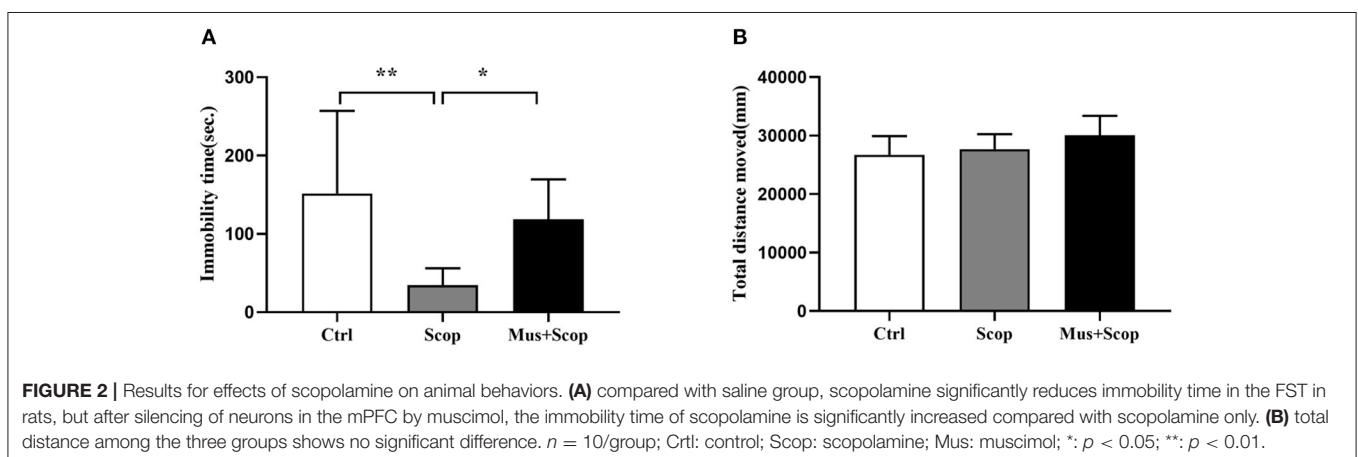 A
B
** *
300
200
100
0
Immobility time(sec.)
Ctrl Scop Mus+Scop
40000
30000
20000
10000
0
Total distance moved(mm)
Ctrl Scop Mus+Scop
FIGURE 2 | Results for effects of scopolamine on animal behaviors. (A) compared with saline group, scopolamine significantly reduces immobility time in the FST in
rats, but after silencing of neurons in the mPFC by muscimol, the immobility time of scopolamine is significantly increased compared with scopolamine only. (B) total
distance among the three groups shows no significant difference. n = 10/group; Crtl: control; Scop: scopolamine; Mus: muscimol; *: p < 0.05; **: p < 0.01.